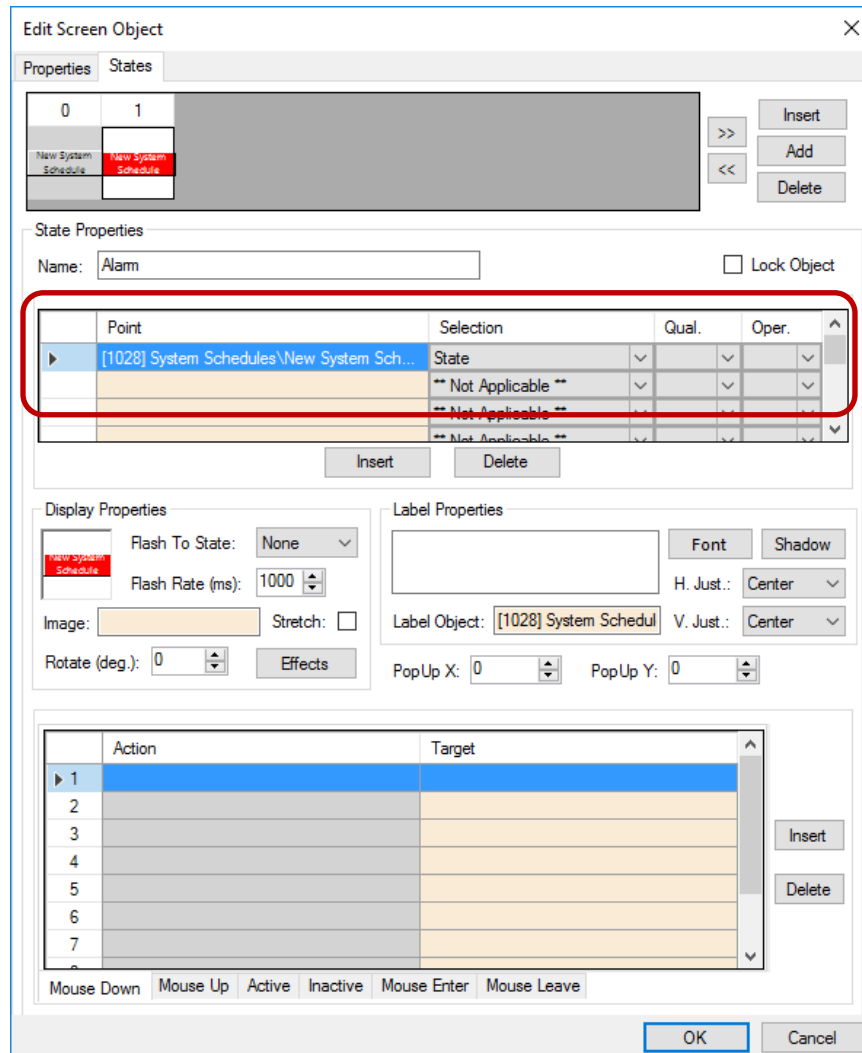 Edit Screen Object
Properties States
0 1
Insert
>>
New System
Schedule
New System
Schedule
Add
<<
Delete
State Properties
Name: Alarm Lock Object
Point Selection Qual. Oper.
[1028] System Schedules\New System Sch... State
** Not Applicable **
** Not Applicable **
** Not Applicable **
Insert Delete
Display Properties
Flash To State: None
New System
Schedule
Flash Rate (ms): 1000
Image: Stretch:
Rotate (deg.): 0 Effects
Label Properties
Font Shadow
H. Just.: Center
Label Object: [1028] System Schedul V. Just.: Center
PopUp X: 0 PopUp Y: 0
Action Target
1
2
3
4
5
6
7
Insert
Delete
Mouse Down Mouse Up Active Inactive Mouse Enter Mouse Leave
OK Cancel